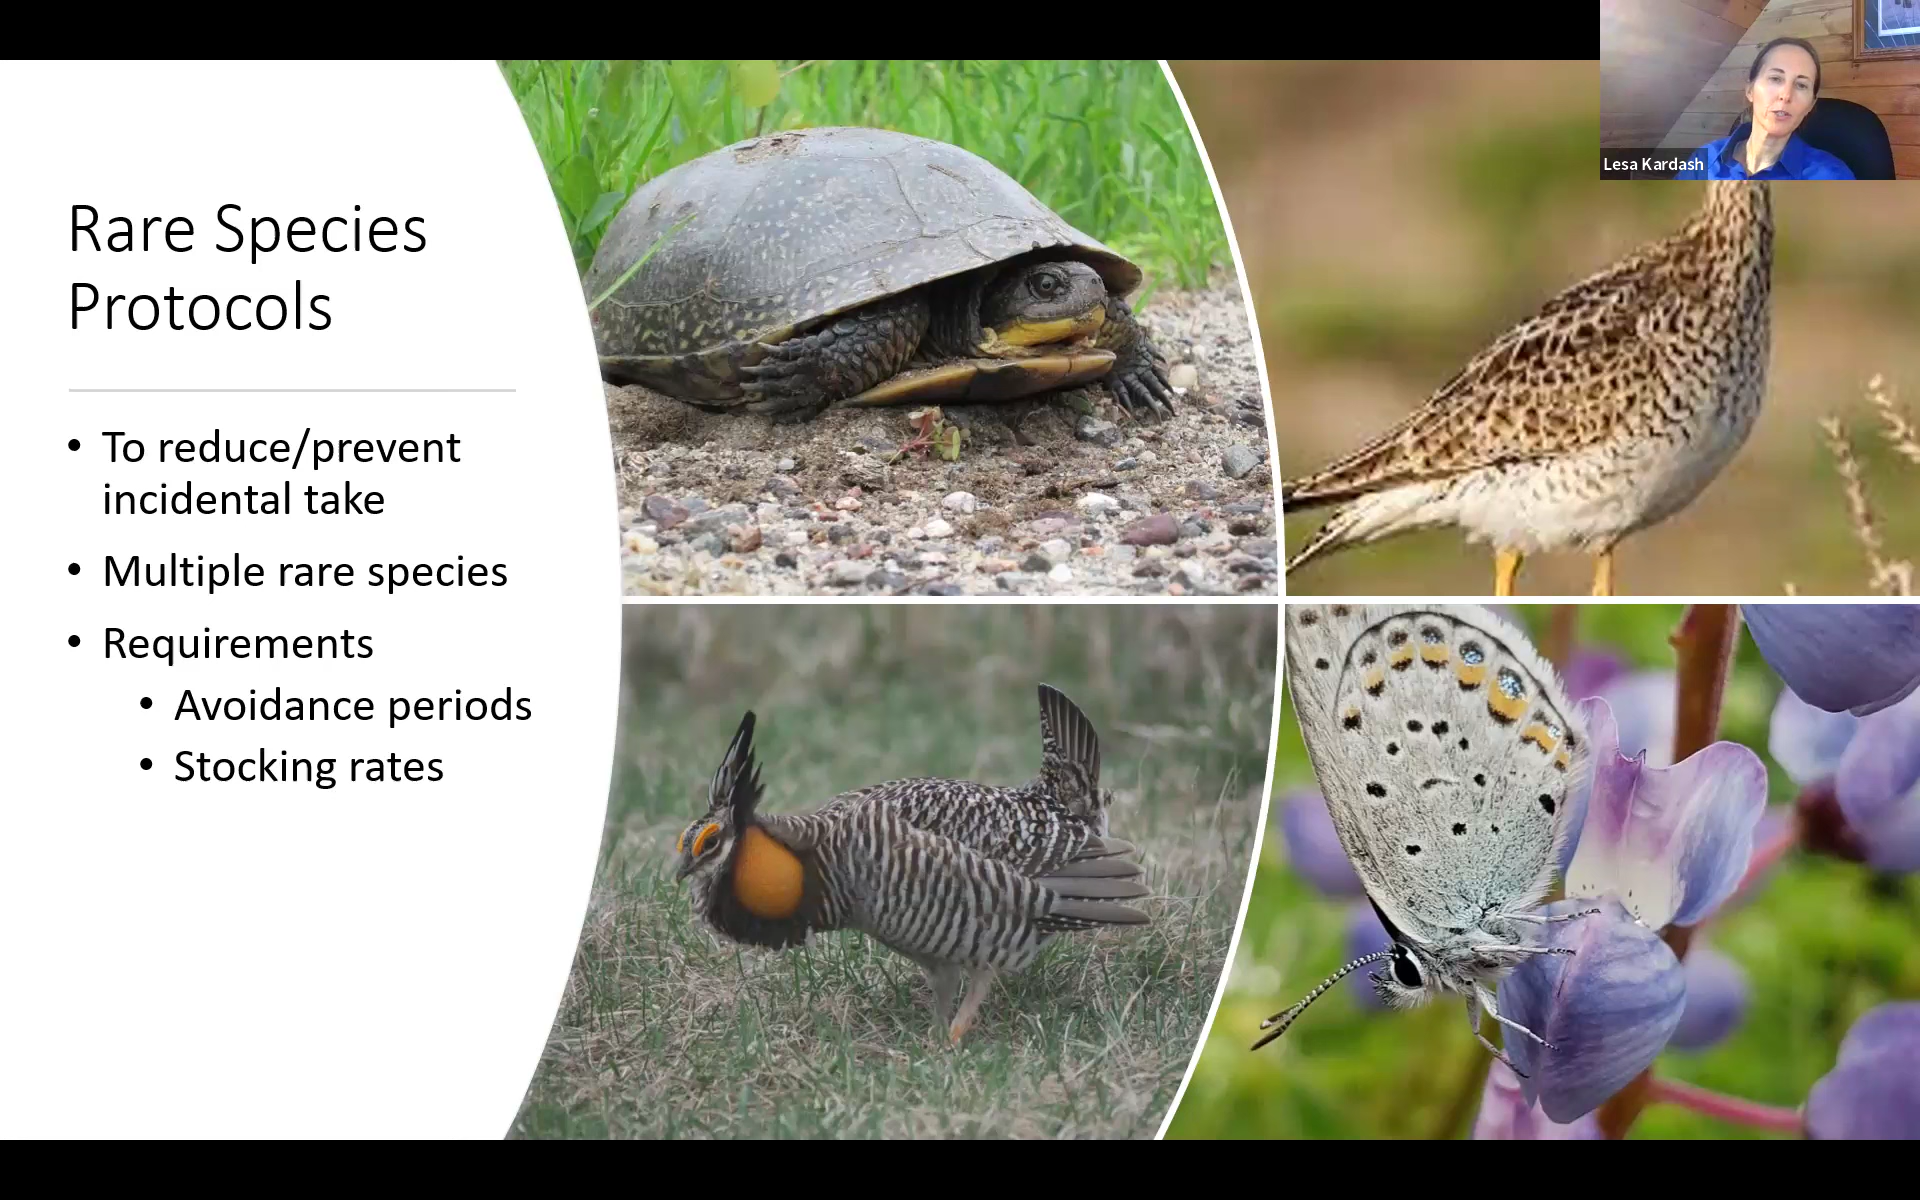 Lesa Kardash
Rare Species
Protocols
• To reduce/prevent
incidental take
• Multiple rare species
• Requirements
• Avoidance periods
• Stocking rates